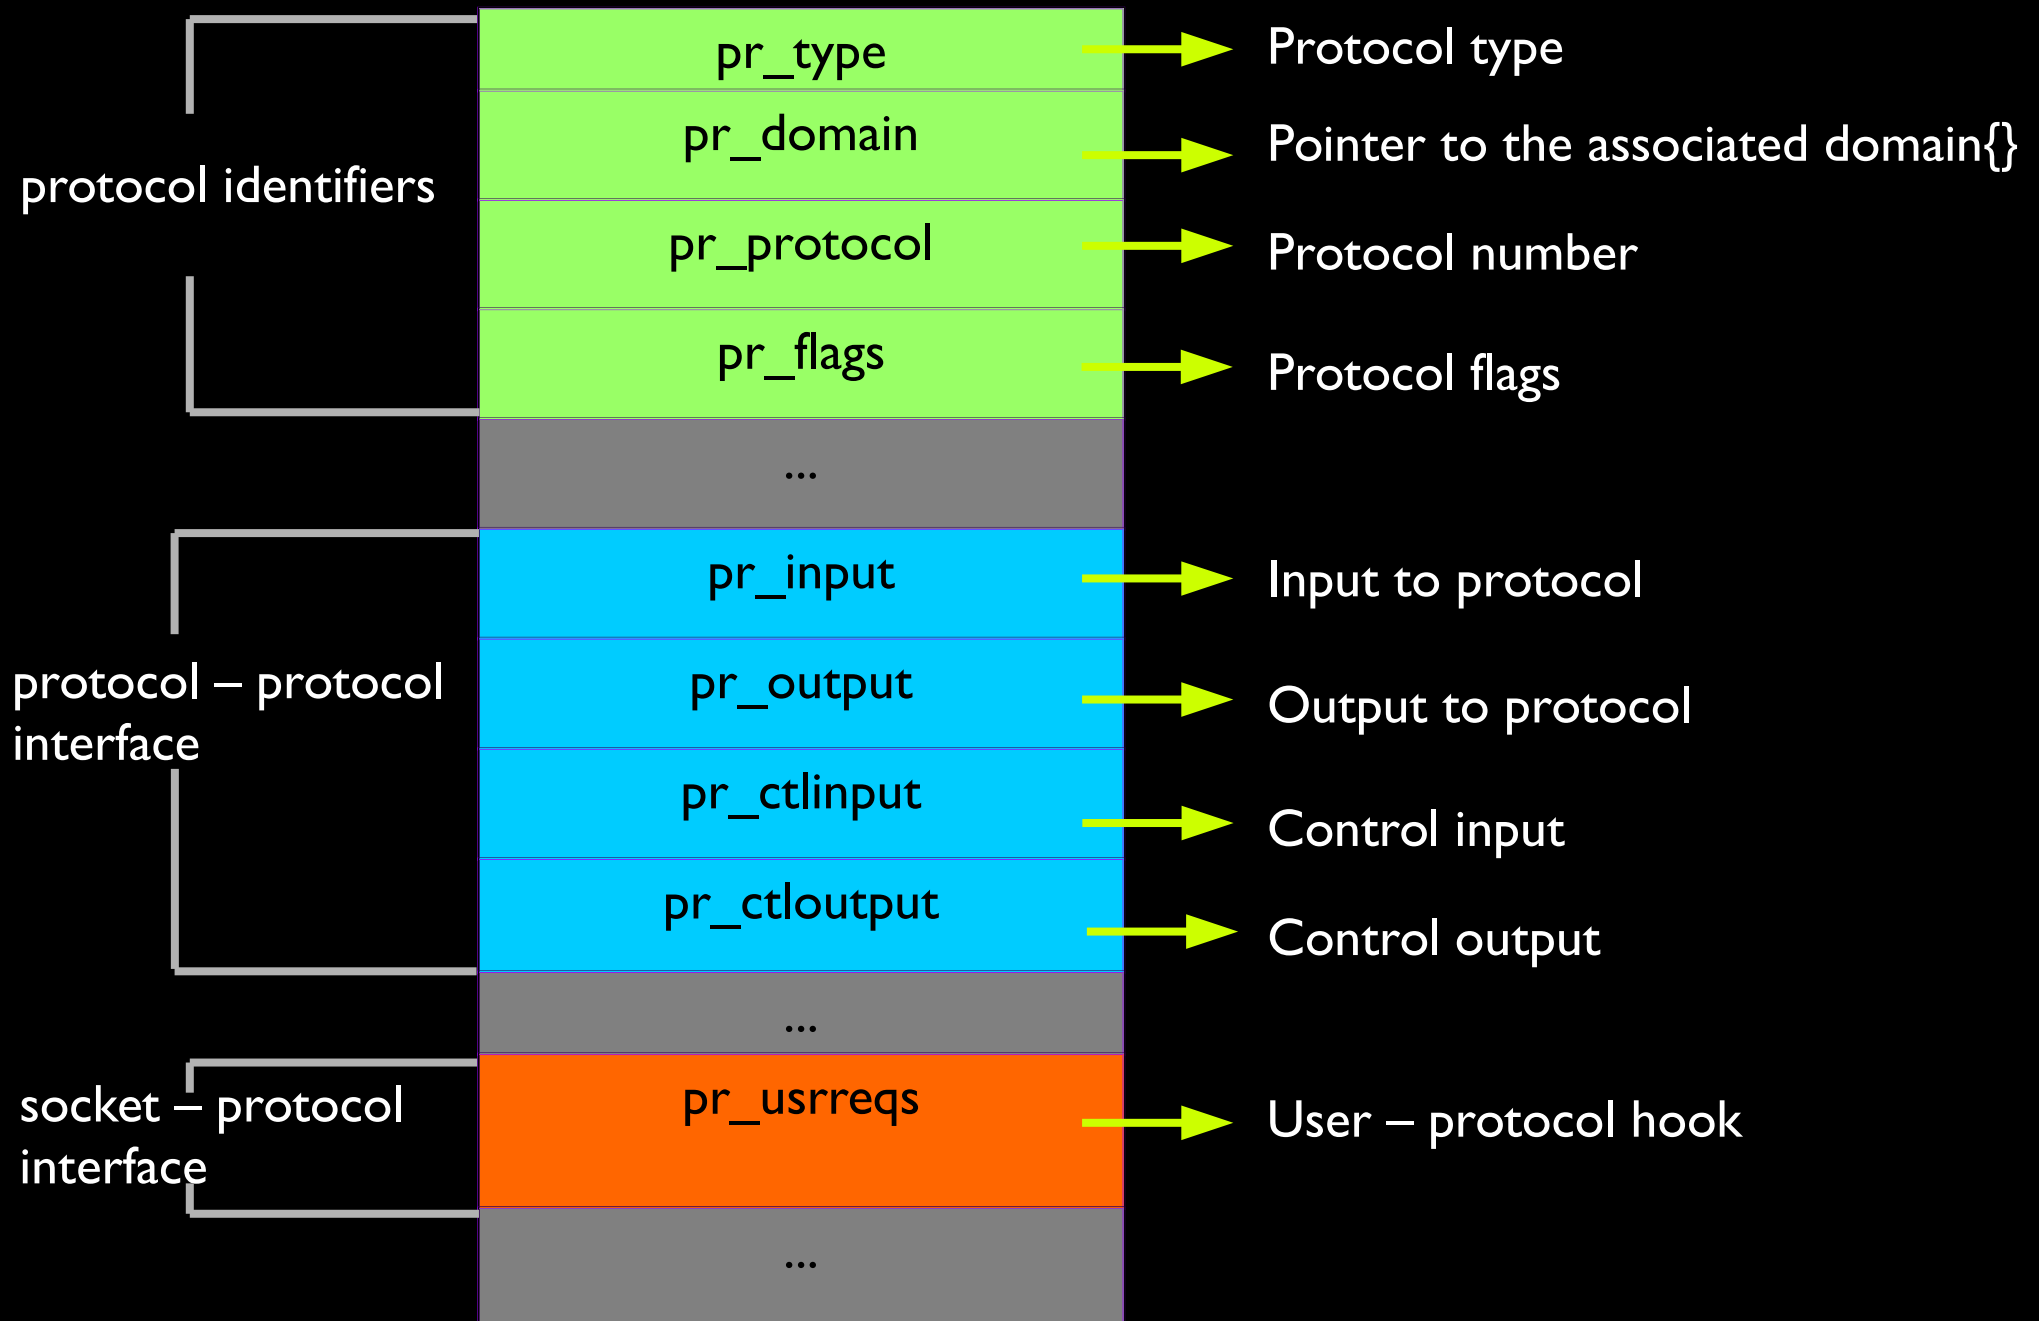 pr_type
Protocol type
pr_domain
Pointer to the associated domain{}
protocol identifiers
pr_protocol
Protocol number
pr_flags
Protocol flags
...
pr_input
Input to protocol
protocol – protocol
interface
pr_output
Output to protocol
pr_ctlinput
Control input
pr_ctloutput
Control output
...
socket – protocol
interface
pr_usrreqs
User – protocol hook
...